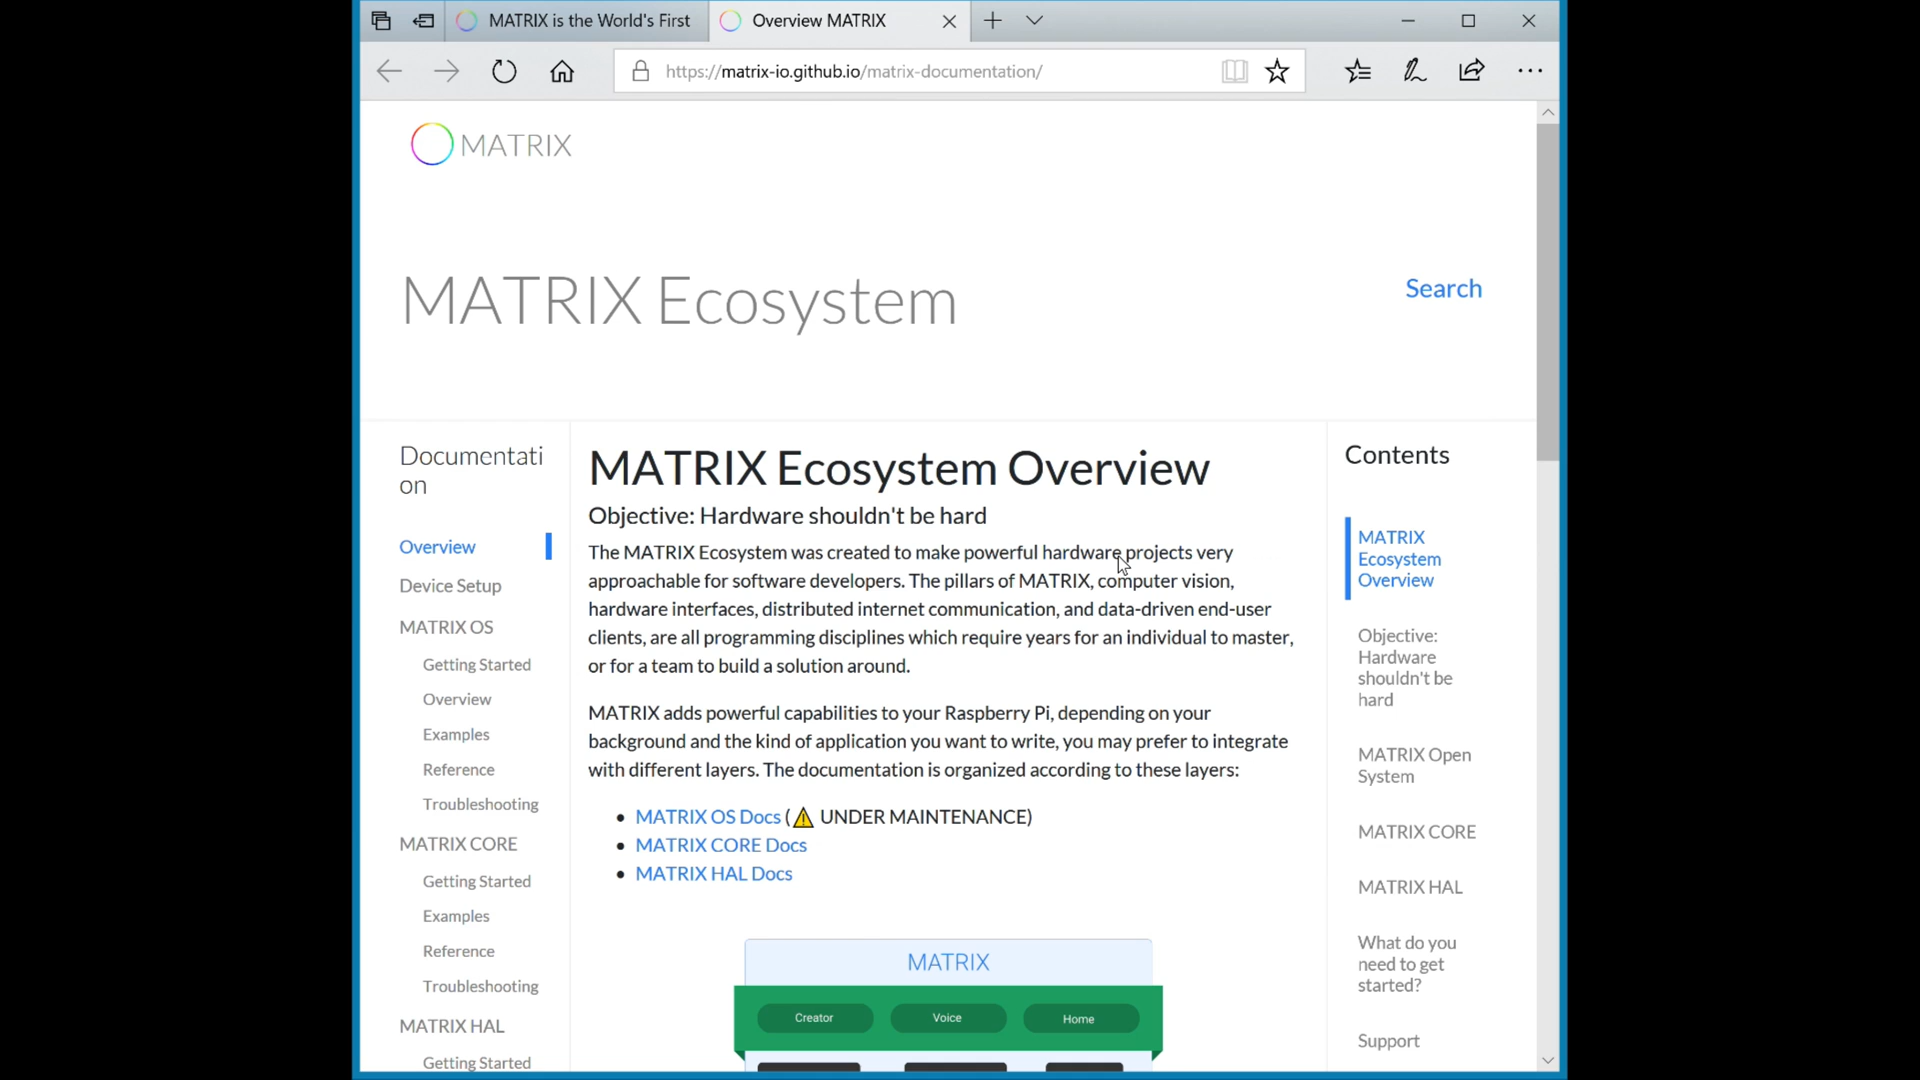 MATRIX is the World's First
Overview MATRIX
https://matrix-io.github.io/matrix-documentation/
MATRIX
MATRIX Ecosystem
Search
Documentati
on
Overview
Device Setup
MATRIX OS
Getting Started
Overview
Examples
Reference
Troubleshooting
MATRIX CORE
Getting Started
Examples
Reference
Troubleshooting
MATRIX HAL
Getting Started
MATRIX Ecosystem Overview
Objective: Hardware shouldn't be hard
The MATRIX Ecosystem was created to make powerful hardware projects very
approachable for software developers. The pillars of MATRIX, computer vision,
hardware interfaces, distributed internet communication, and data-driven end-user
clients, are all programming disciplines which require years for an individual to master,
or for a team to build a solution around.
MATRIX adds powerful capabilities to your Raspberry Pi, depending on your
background and the kind of application you want to write, you may prefer to integrate
with different layers. The documentation is organized according to these layers:
• MATRIX OS Docs (⚠ UNDER MAINTENANCE)
• MATRIX CORE Docs
• MATRIX HAL Docs
MATRIX
Creator Voice Home
Contents
MATRIX
Ecosystem
Overview
Objective:
Hardware
shouldn't be
hard
MATRIX Open
System
MATRIX CORE
MATRIX HAL
What do you
need to get
started?
Support